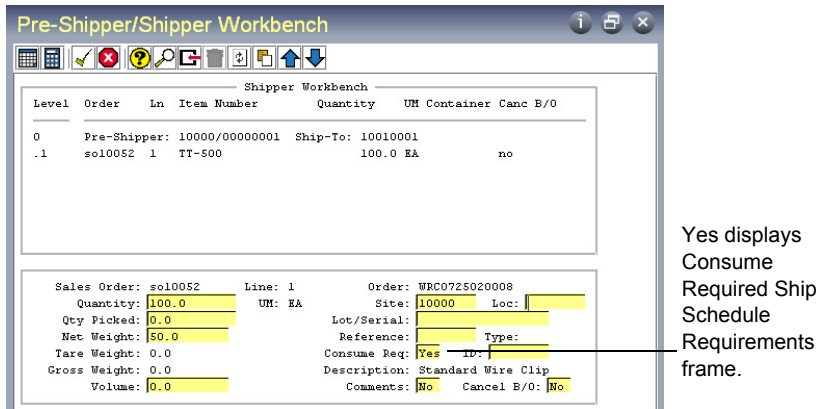 Pre-Shipper/Shipper Workbench
Shipper Workbench
Level Order Ln Item Number Quantity UM Container Canc B/O
0 Pre-Shipper: 10000/00000001 Ship-To: 10010001
.1 so10052 1 TT-500 100.0 EA no
Sales Order: so10052 Line: 1 Order: WRC0725020008
Quantity: 100.0 UM: EA Site: 10000 Loc:
Qty Picked: 0.0 Lot/Serial:
Net Weight: 50.0 Reference: Type:
Tare Weight: 0.0 Consume Req: Yes ID:
Gross Weight: 0.0 Description: Standard Wire Clip
Volume: 0.0 Comments: No Cancel B/O: No
Yes displays
Consume
Required Ship
Schedule
Requirements
frame.